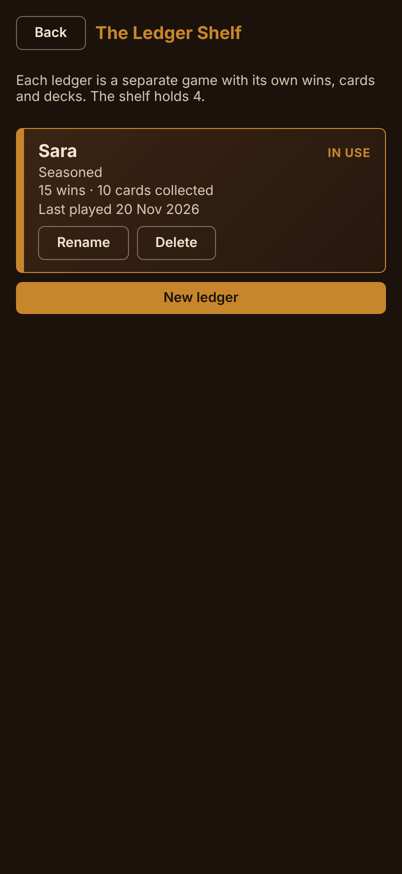 Back
The Ledger Shelf
Each ledger is a separate game with its own wins, cards
and decks. The shelf holds 4.
Sara
IN USE
Seasoned
15 wins · 10 cards collected
Last played 20 Nov 2026
Rename
Delete
New ledger